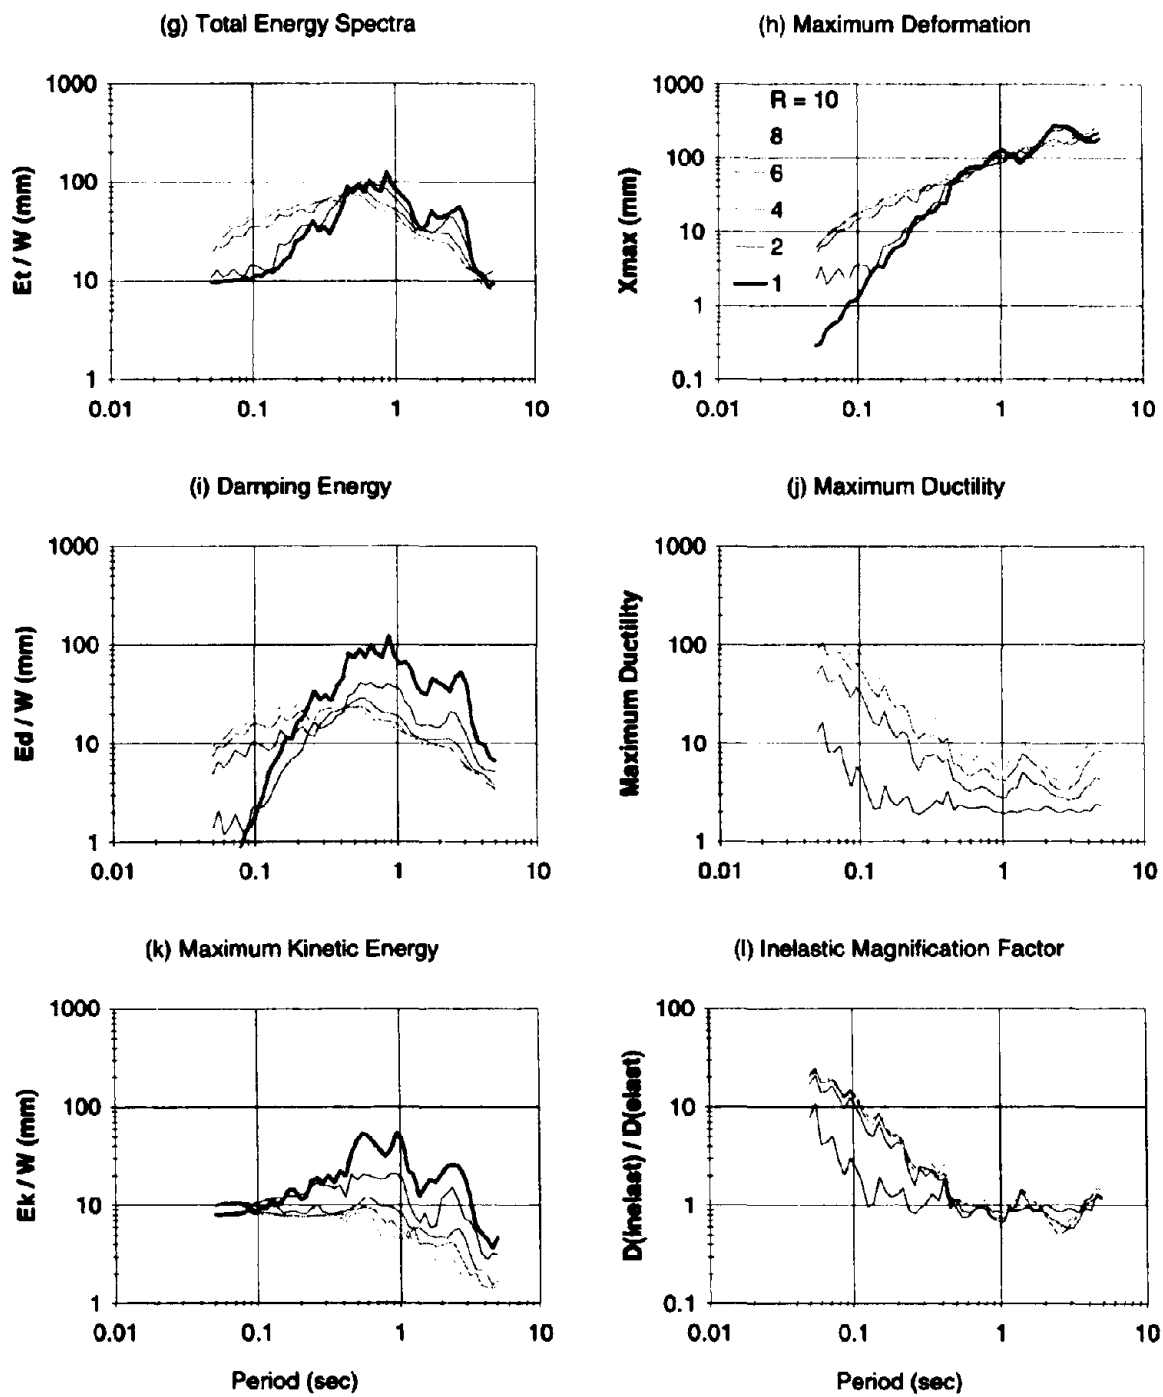 (g) Total Energy Spectra
1000
100
10
1
0.01 0.1 1 10
Et / W (mm)
(h) Maximum Deformation
1000
100
10
1
0.1
0.01 0.1 1 10
Xmax (mm)
R = 10
8
6
4
2
1
(i) Damping Energy
1000
100
10
1
0.01 0.1 1 10
Ed / W (mm)
(j) Maximum Ductility
1000
100
10
1
0.01 0.1 1 10
Maximum Ductility
(k) Maximum Kinetic Energy
1000
100
10
1
0.01 0.1 1 10
Ek / W (mm)
Period (sec)
(l) Inelastic Magnification Factor
100
10
1
0.1
0.01 0.1 1 10
D(inelast) / D(elast)
Period (sec)